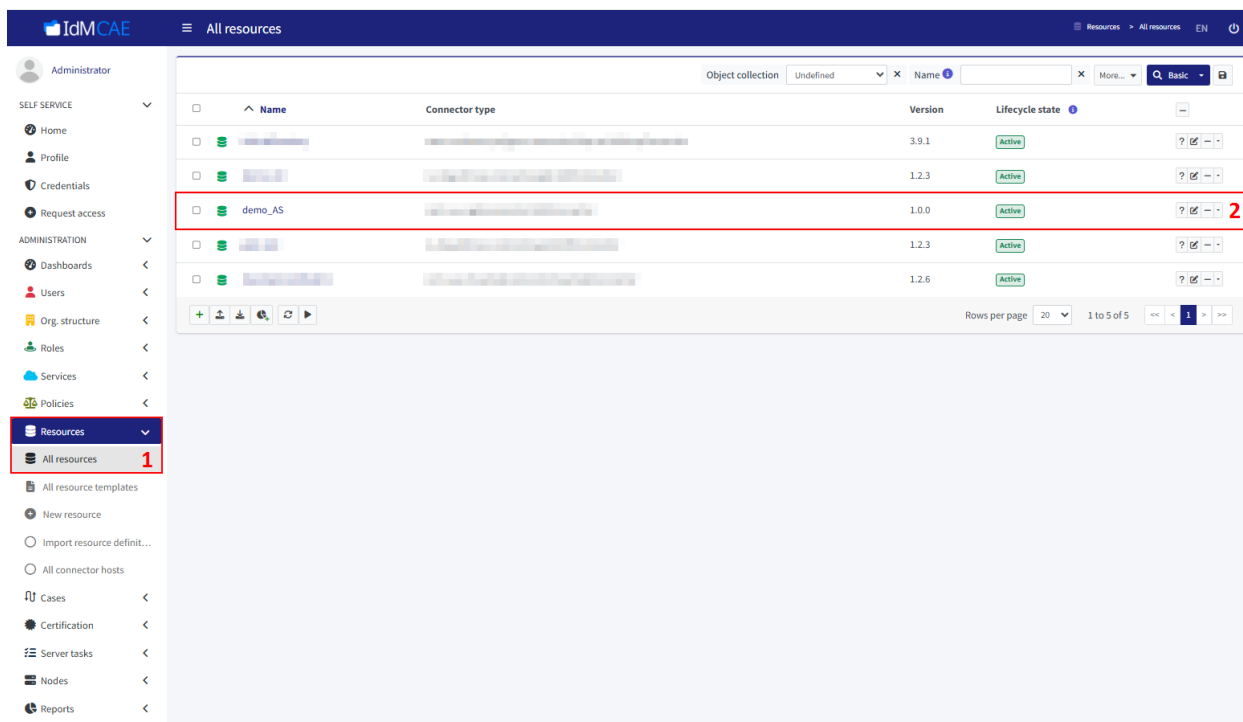 IdMCAE
All resources
Resources > All resources EN
Administrator
Object collection Undefined × Name × More... Basic
SELF SERVICE
Home
Profile
Credentials
Request access
ADMINISTRATION
Dashboards
Users
Org. structure
Roles
Services
Policies
Resources
All resources 1
All resource templates
New resource
Import resource definit...
All connector hosts
Cases
Certification
Server tasks
Nodes
Reports
Name Connector type Version Lifecycle state
3.9.1 Active ?
1.2.3 Active ?
demo_AS 1.0.0 Active ? 2
1.2.3 Active ?
1.2.6 Active ?
Rows per page 20 1 to 5 of 5 << < 1 > >>